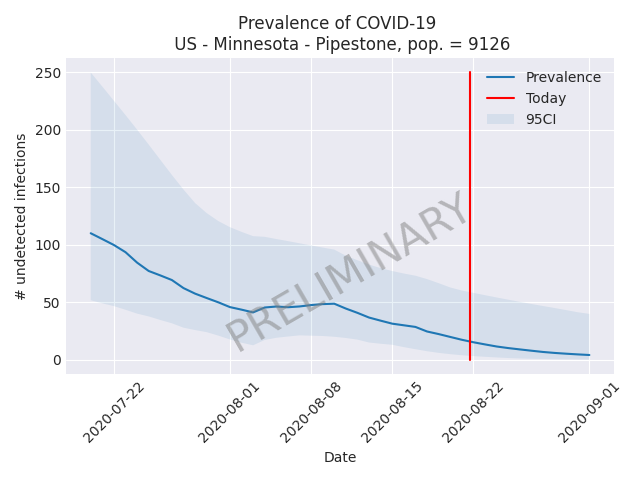 Prevalence of COVID-19
US - Minnesota - Pipestone, pop. = 9126
# undetected infections
250
200
150
100
50
0
Prevalence
Today
95CI
PRELIMINARY
2020-07-22
2020-08-01
2020-08-08
2020-08-15
2020-08-22
2020-09-01
Date